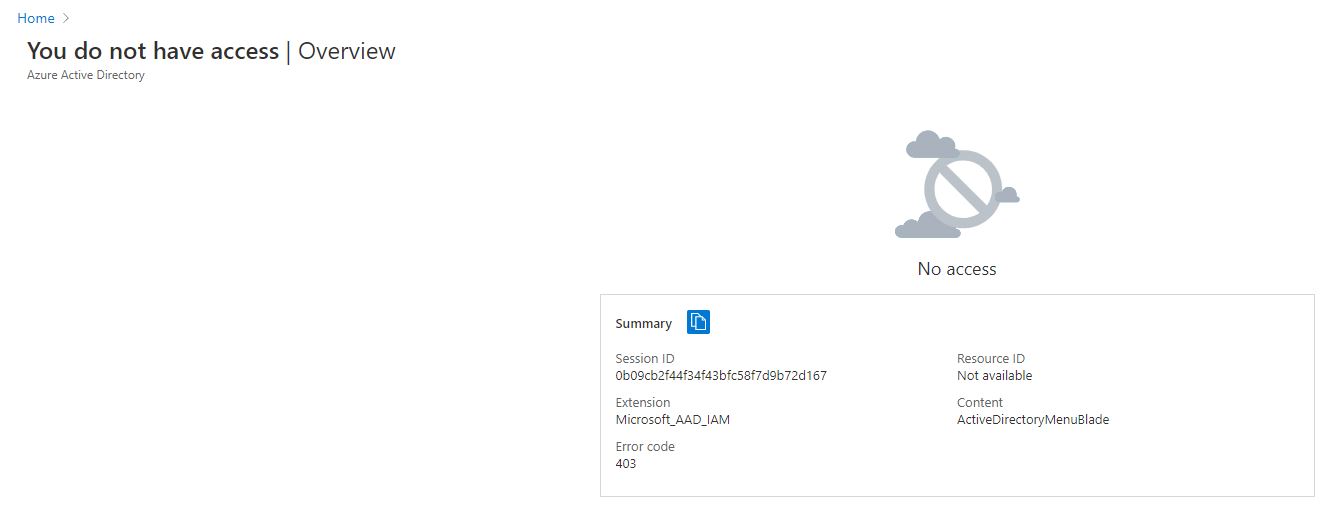 Home
You do not have access | Overview
Azure Active Directory
No access
Summary
Session ID
0b09cb2f44f34f43bfc58f7d9b72d167
Resource ID
Not available
Extension
Microsoft_AAD_IAM
Content
ActiveDirectoryMenuBlade
Error code
403